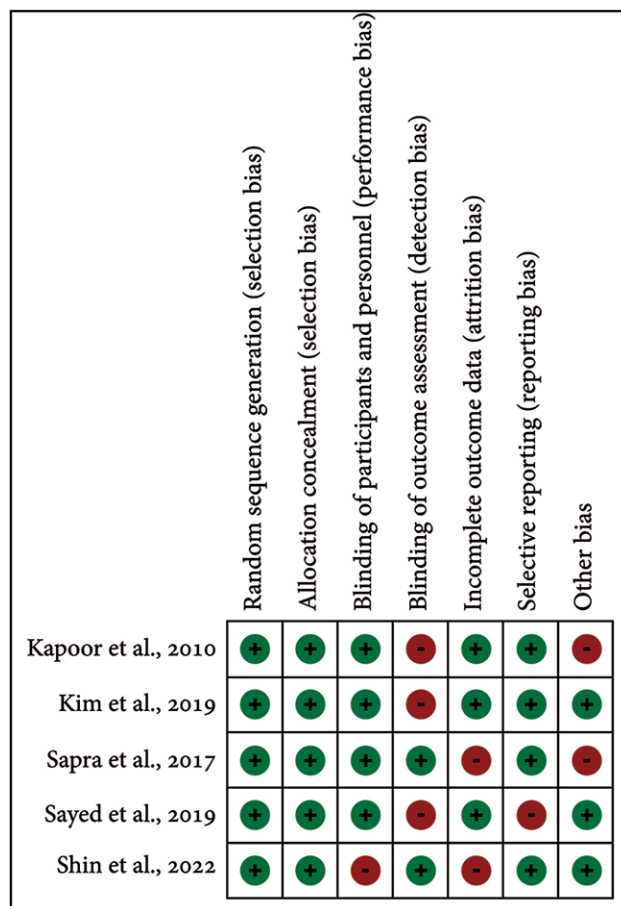 Random sequence generation (selection bias)
Allocation concealment (selection bias)
Blinding of participants and personnel (performance bias)
Blinding of outcome assessment (detection bias)
Incomplete outcome data (attrition bias)
Selective reporting (reporting bias)
Other bias
Kapoor et al., 2010 + + + - + + -
Kim et al., 2019 + + + - + + +
Sapra et al., 2017 + + + + - + -
Sayed et al., 2019 + + + - + - +
Shin et al., 2022 + + - + - + +